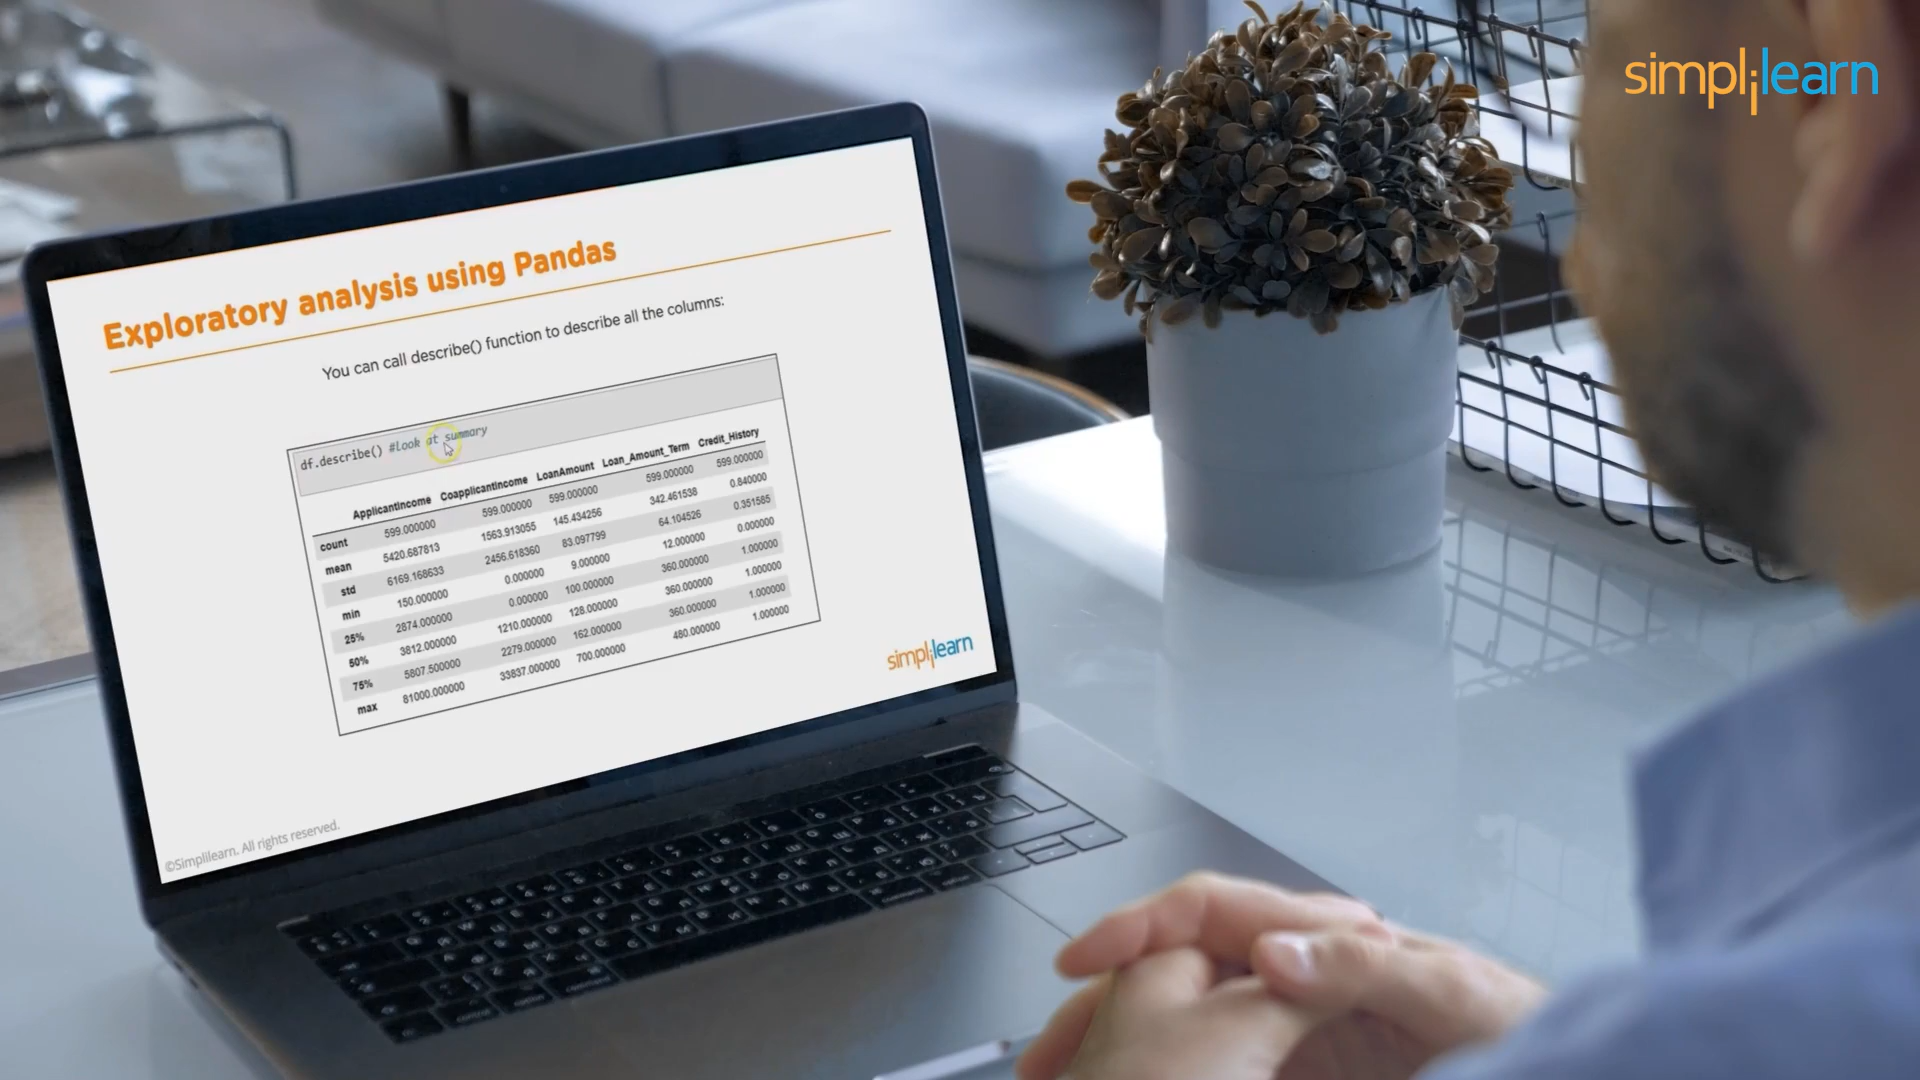 simplilearn
Exploratory analysis using Pandas
You can call describe() function to describe all the columns:
df.describe() #look at summary
ApplicantIncome CoapplicantIncome LoanAmount Loan_Amount_Term Credit_History
count 599.000000 599.000000 599.000000 599.000000 599.000000
mean 5420.687813 1563.913055 145.434256 342.461538 0.840000
std 6169.168633 2456.618360 83.097799 64.104526 0.351585
min 150.000000 0.000000 9.000000 12.000000 0.000000
25% 2874.000000 0.000000 100.000000 360.000000 1.000000
50% 3812.000000 1210.000000 128.000000 360.000000 1.000000
75% 5807.500000 2279.000000 162.000000 360.000000 1.000000
max 81000.000000 33837.000000 700.000000 480.000000 1.000000
simplilearn
©Simplilearn. All rights reserved.